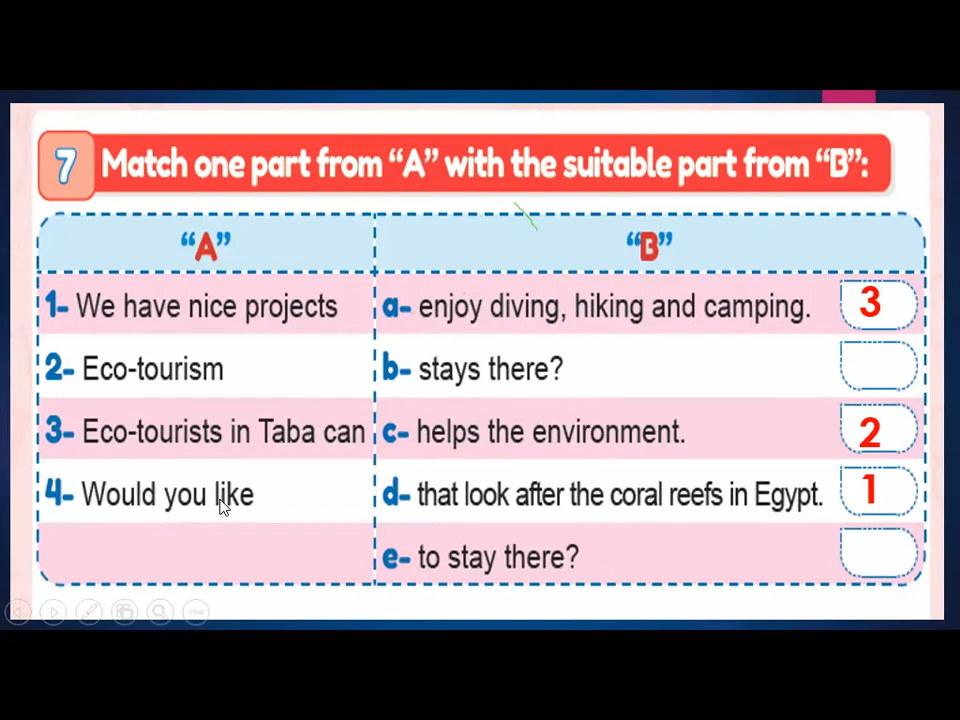 7 Match one part from “A” with the suitable part from “B”:
“A” “B”
1- We have nice projects a- enjoy diving, hiking and camping. 3
2- Eco-tourism b- stays there?
3- Eco-tourists in Taba can c- helps the environment. 2
4- Would you like d- that look after the coral reefs in Egypt. 1
e- to stay there?